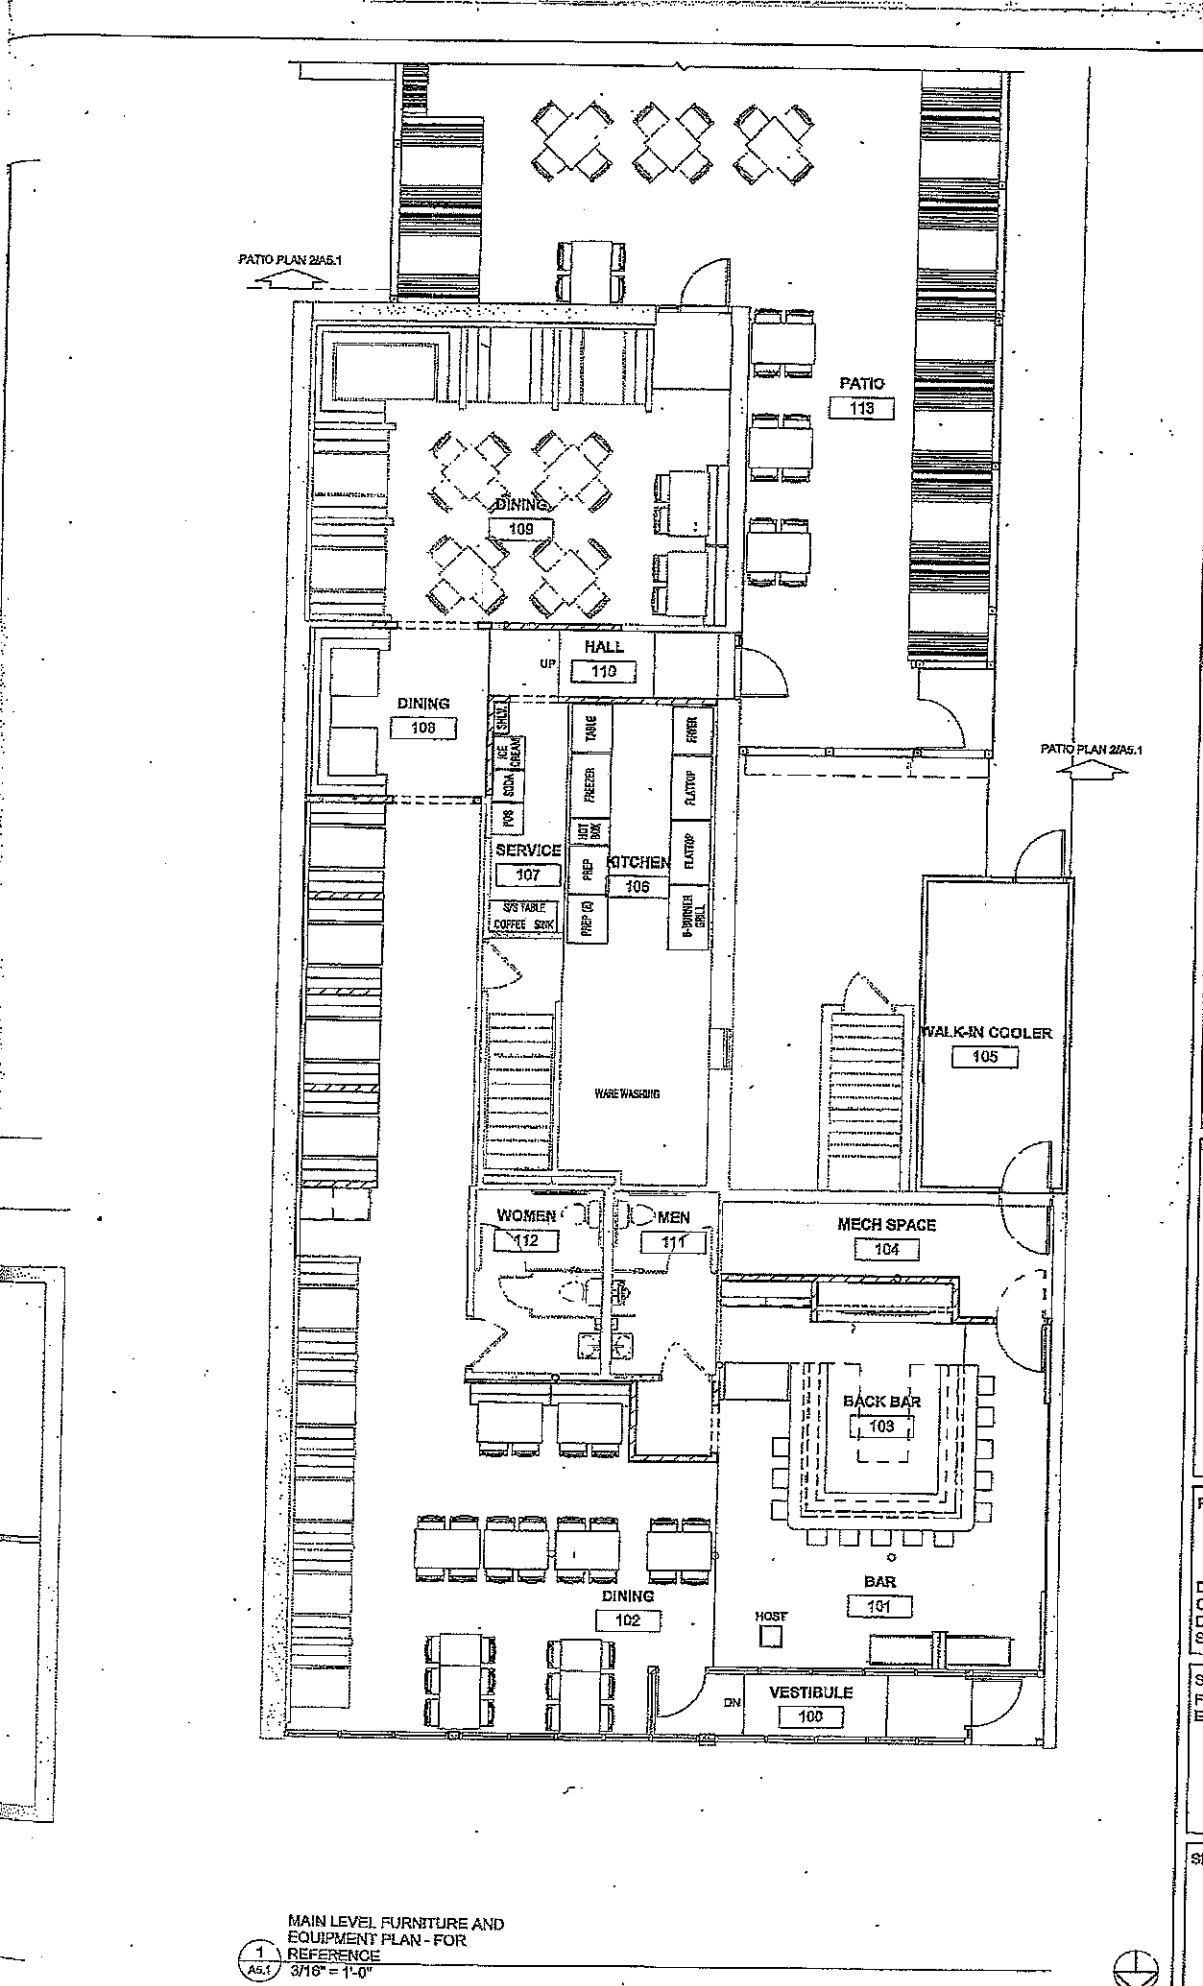 PATIO PLAN 2/A5.1
PATIO
113
DINING
109
HALL
110
UP
DINING
108
SHLV.
ICE CREAM
SODA
POS
TABLE
FREEZER
HOT BOX
PREP
PREP (E)
FRYER
FLATTOP
FLATTOP
6-BURNER GRILL
SERVICE
107
KITCHEN
106
S/S TABLE
COFFEE SINK
PATIO PLAN 2/A5.1
WALK-IN COOLER
105
WAREWASHING
WOMEN
112
MEN
111
MECH SPACE
104
BACK BAR
103
BAR
101
DINING
102
HOST
DN
VESTIBULE
100
1
A5.1
MAIN LEVEL FURNITURE AND
EQUIPMENT PLAN - FOR
REFERENCE
3/16" = 1'-0"